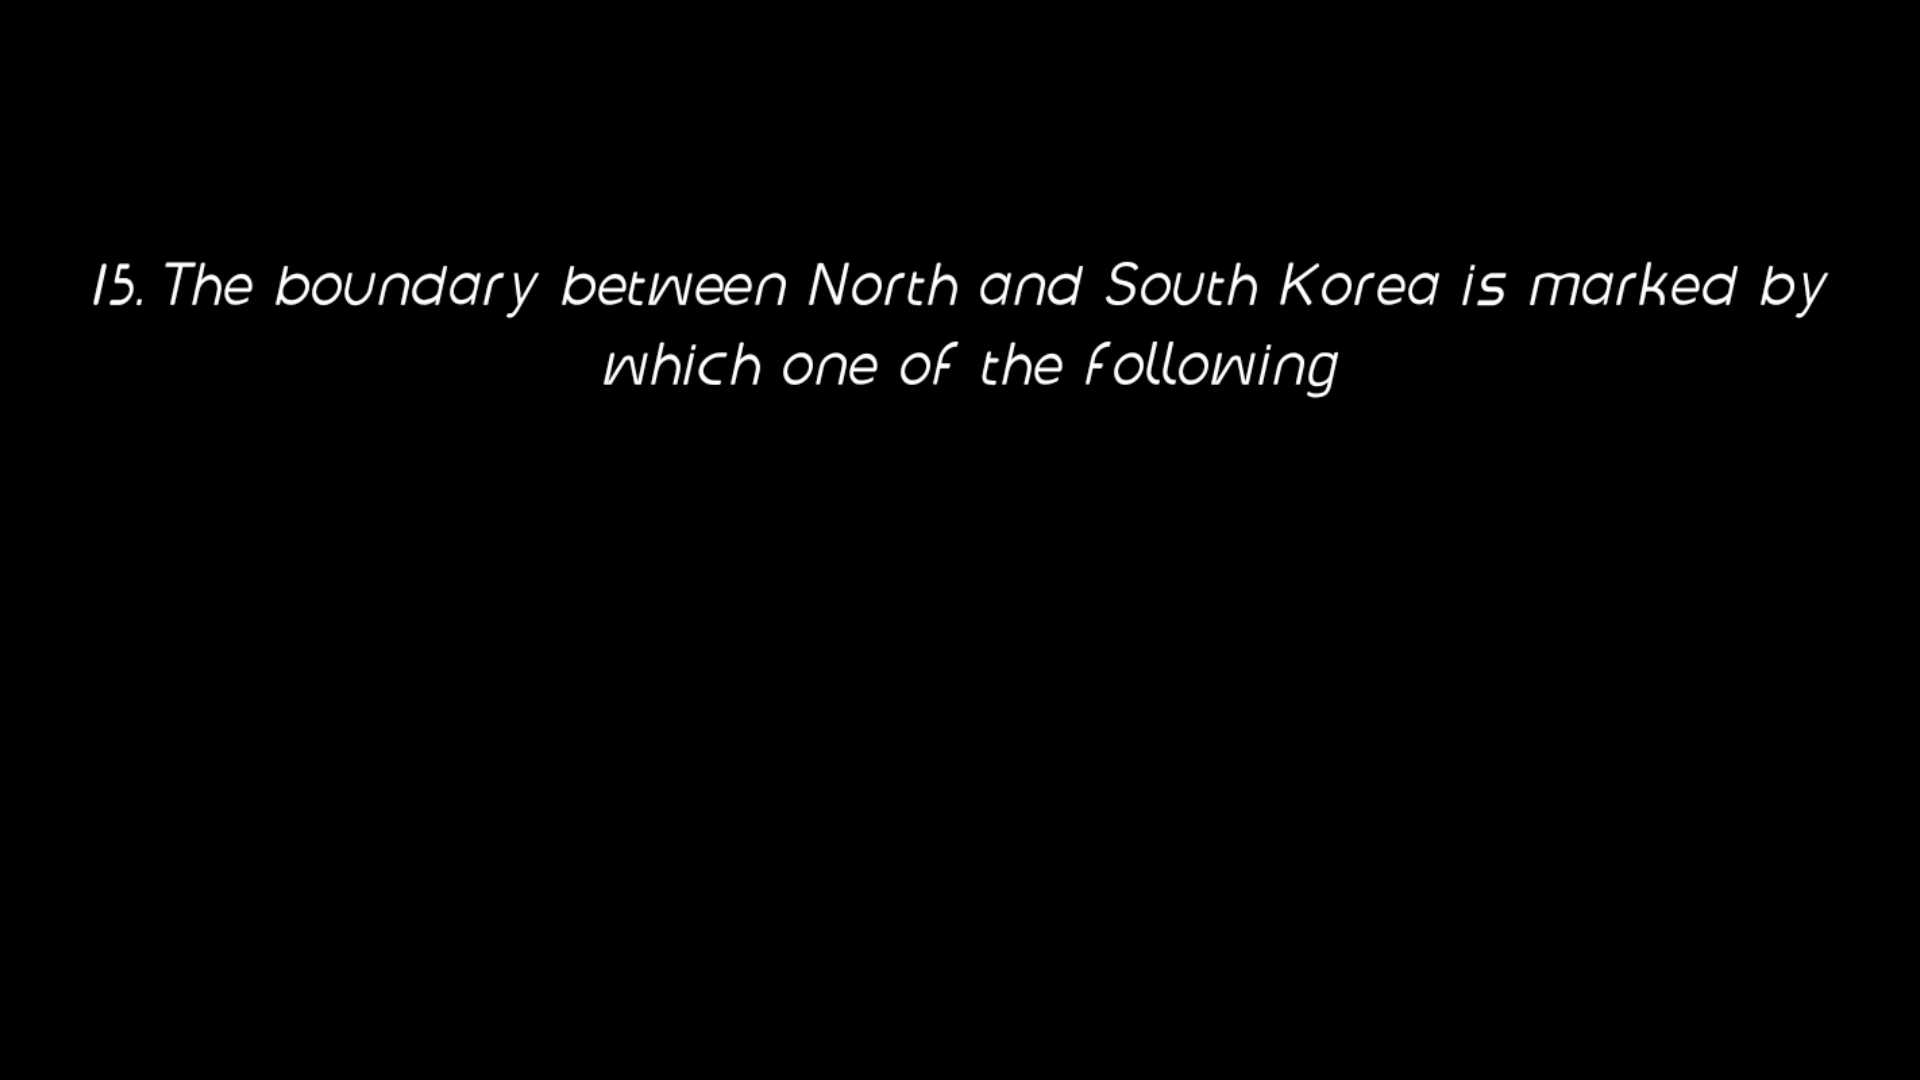 15. The boundary between North and South Korea is marked by
which one of the following